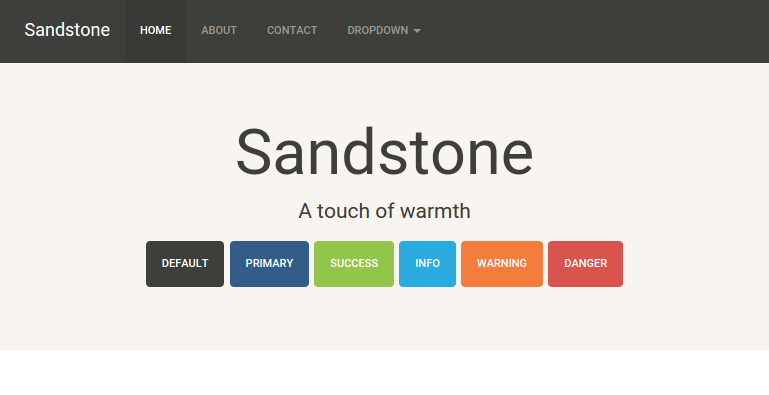 Sandstone HOME ABOUT CONTACT DROPDOWN
Sandstone
A touch of warmth
DEFAULT PRIMARY SUCCESS INFO WARNING DANGER